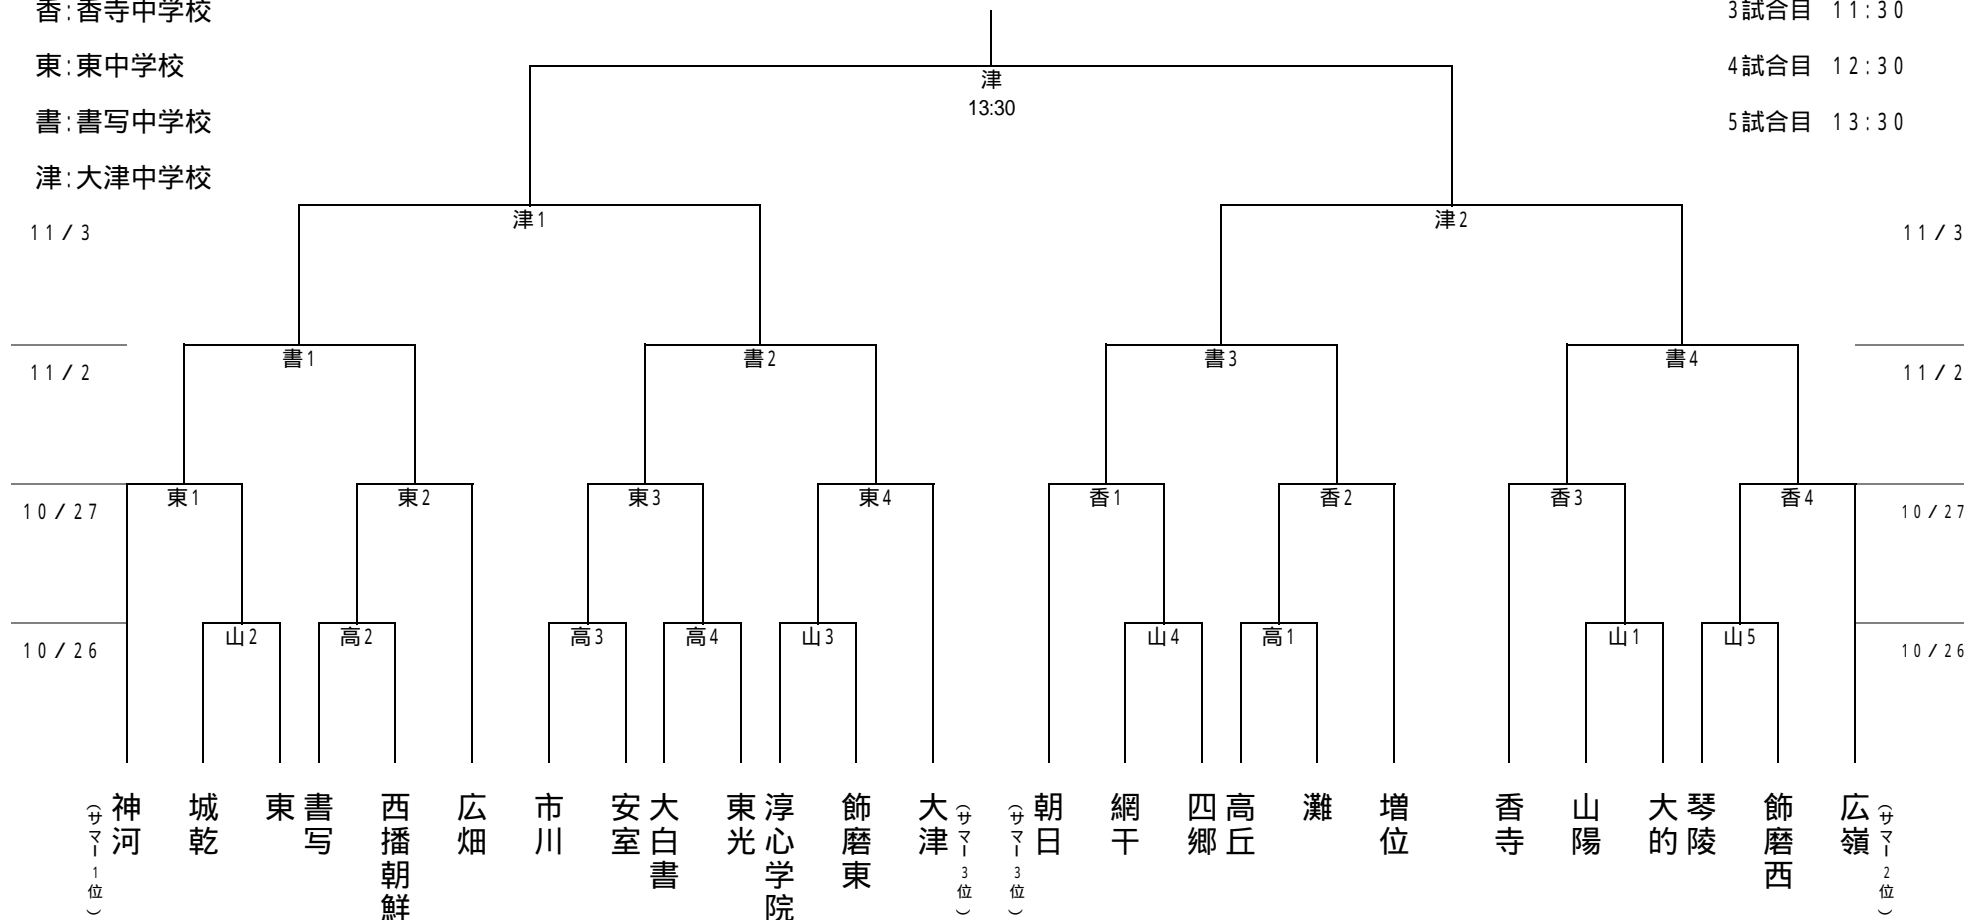 香:香寺中学校
東:東中学校
書:書写中学校
津:大津中学校
3試合目 11:30
4試合目 12:30
5試合目 13:30
津
13:30
11/3
津1
津2
11/3
11/2
書1
書2
書3
書4
11/2
10/27
東1
東2
東3
東4
香1
香2
香3
香4
10/27
10/26
山2
高2
高3
高4
山3
山4
高1
山1
山5
10/26
(サマー1位)
神河
城乾
東
書写
西播朝鮮
広畑
市川
安室
大白書
東光
淳心学院
飾磨東
大津
(サマー3位)
(サマー3位)
朝日
網干
四郷
高丘
灘
増位
香寺
山陽
大的
琴陵
飾磨西
広嶺
(サマー2位)